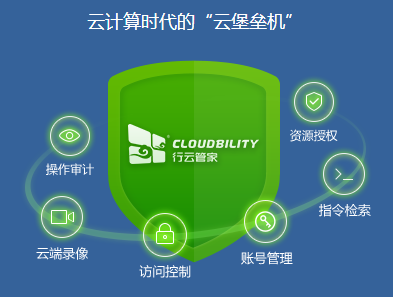 云计算时代的“云堡垒机”
CLOUDBILITY
行云管家
资源授权
操作审计
指令检索
云端录像
访问控制
账号管理